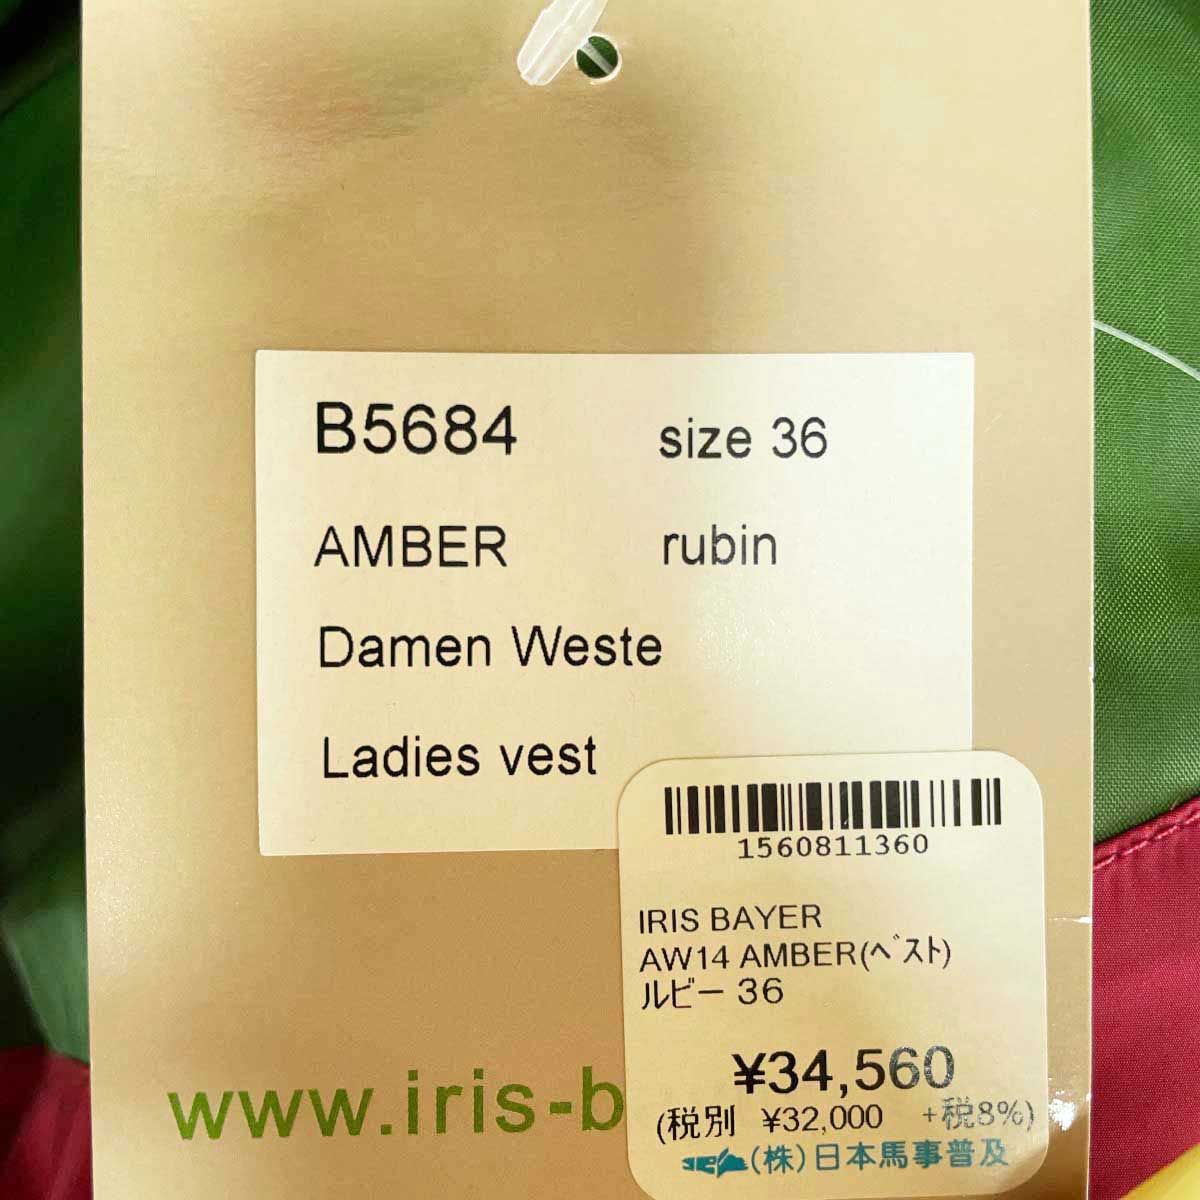 B5684 size 36
AMBER rubin
Damen Weste
Ladies vest
1560811360
IRIS BAYER
AW14 AMBER(ﾍﾞｽﾄ)
ﾙﾋﾞｰ 36
¥34,560
(税別 ¥32,000 +税8%)
(株)日本馬事普及
www.iris-b